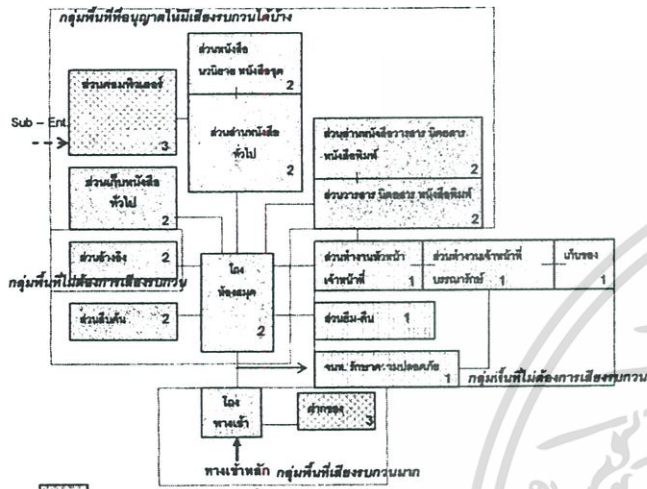 กลุ่มพื้นที่ที่อนุญาตให้มีเสียงรบกวนได้บ้าง
ส่วนหนังสือ
นวนิยาย หนังสือชุด
2
ส่วนคอมพิวเตอร์
3
Sub - Ent.
ส่วนอ่านหนังสือ
ทั่วไป
2
ส่วนอ่านหนังสือวารสาร นิตยสาร
หนังสือพิมพ์
2
ส่วนวารสาร นิตยสาร หนังสือพิมพ์
2
ส่วนเก็บหนังสือ
ทั่วไป
2
ส่วนอ้างอิง 2
กลุ่มพื้นที่ไม่ต้องการเสียงรบกวน
ส่วนสืบค้น 2
โถง
ห้องสมุด
2
ส่วนทำงานหัวหน้า
เจ้าหน้าที่ 1
ส่วนทำงานเจ้าหน้าที่
บรรณารักษ์ 1
เก็บของ
1
ส่วนยืม-คืน 1
จนท. รักษาความปลอดภัย
1
กลุ่มพื้นที่ไม่ต้องการเสียงรบกวน
โถง
ทางเข้า
ฝากของ
3
ทางเข้าหลัก กลุ่มพื้นที่เสียงรบกวนมาก